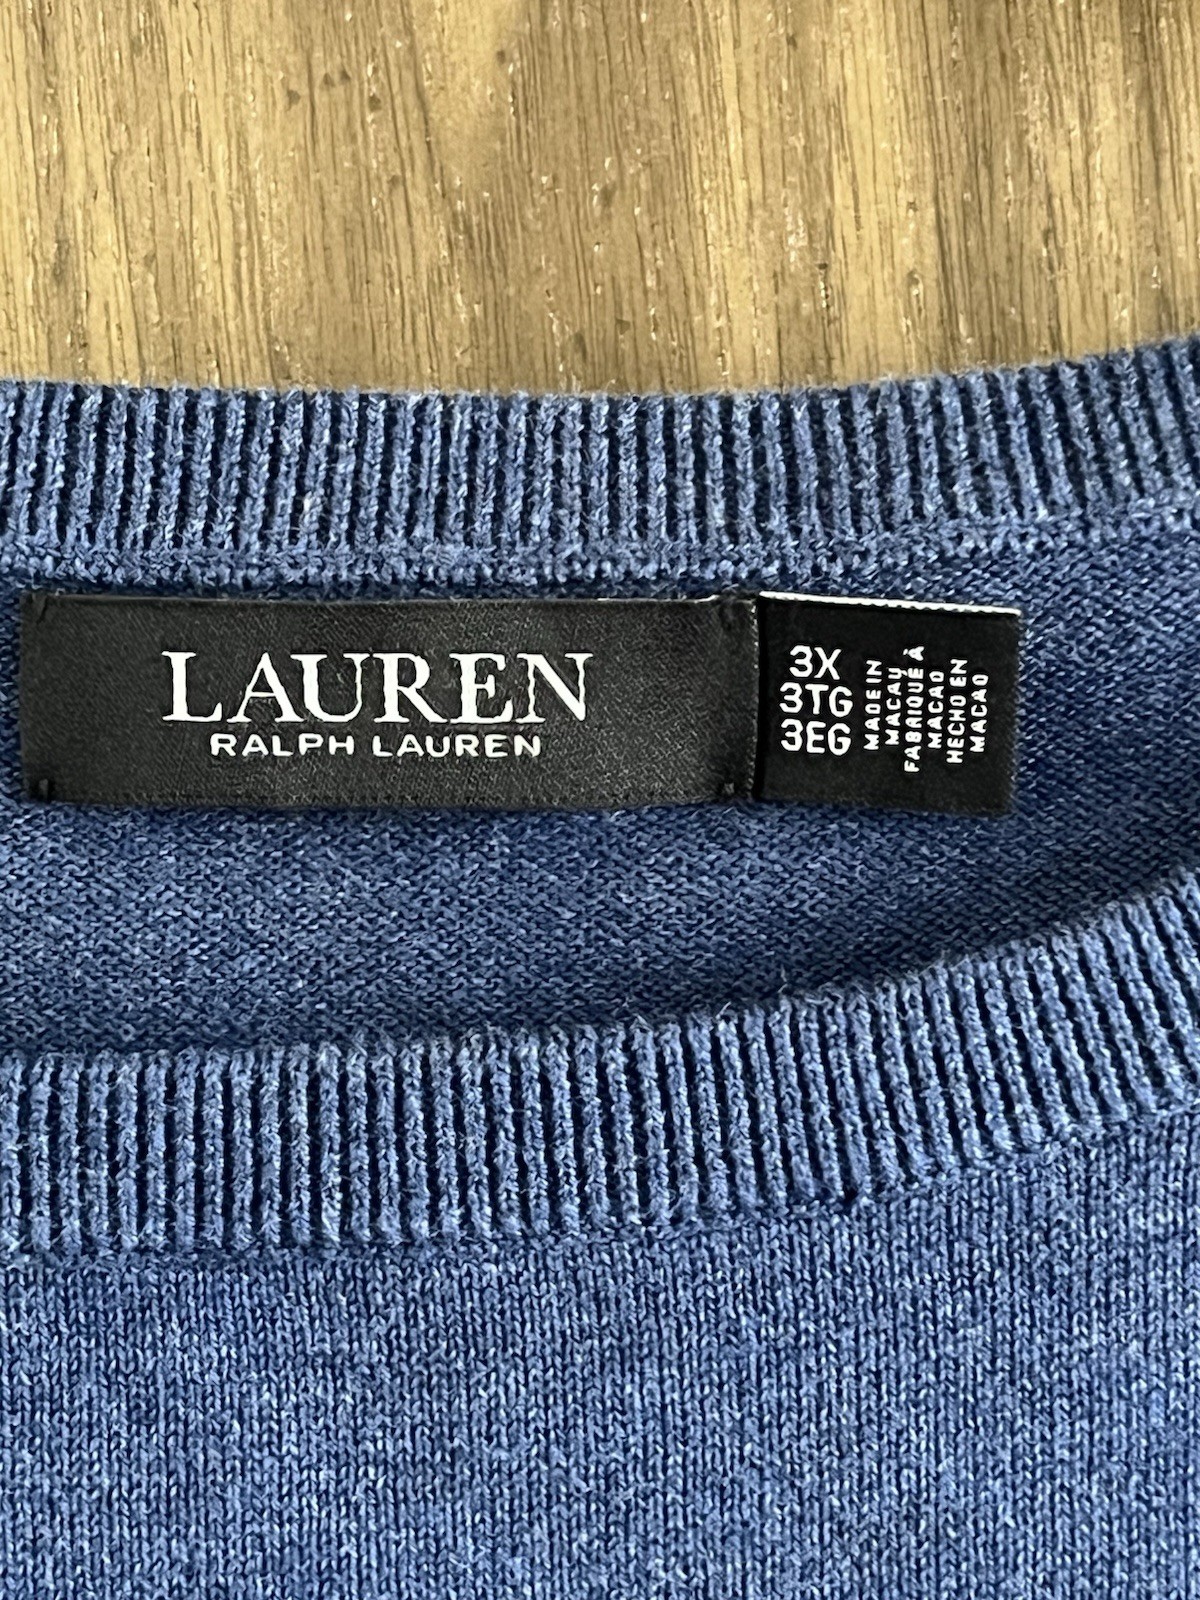 LAUREN
RALPH LAUREN
3X
3TG
3EG
MADE IN
MACAU
FABRIQUÉ À
MACAO
HECHO EN
MACAO